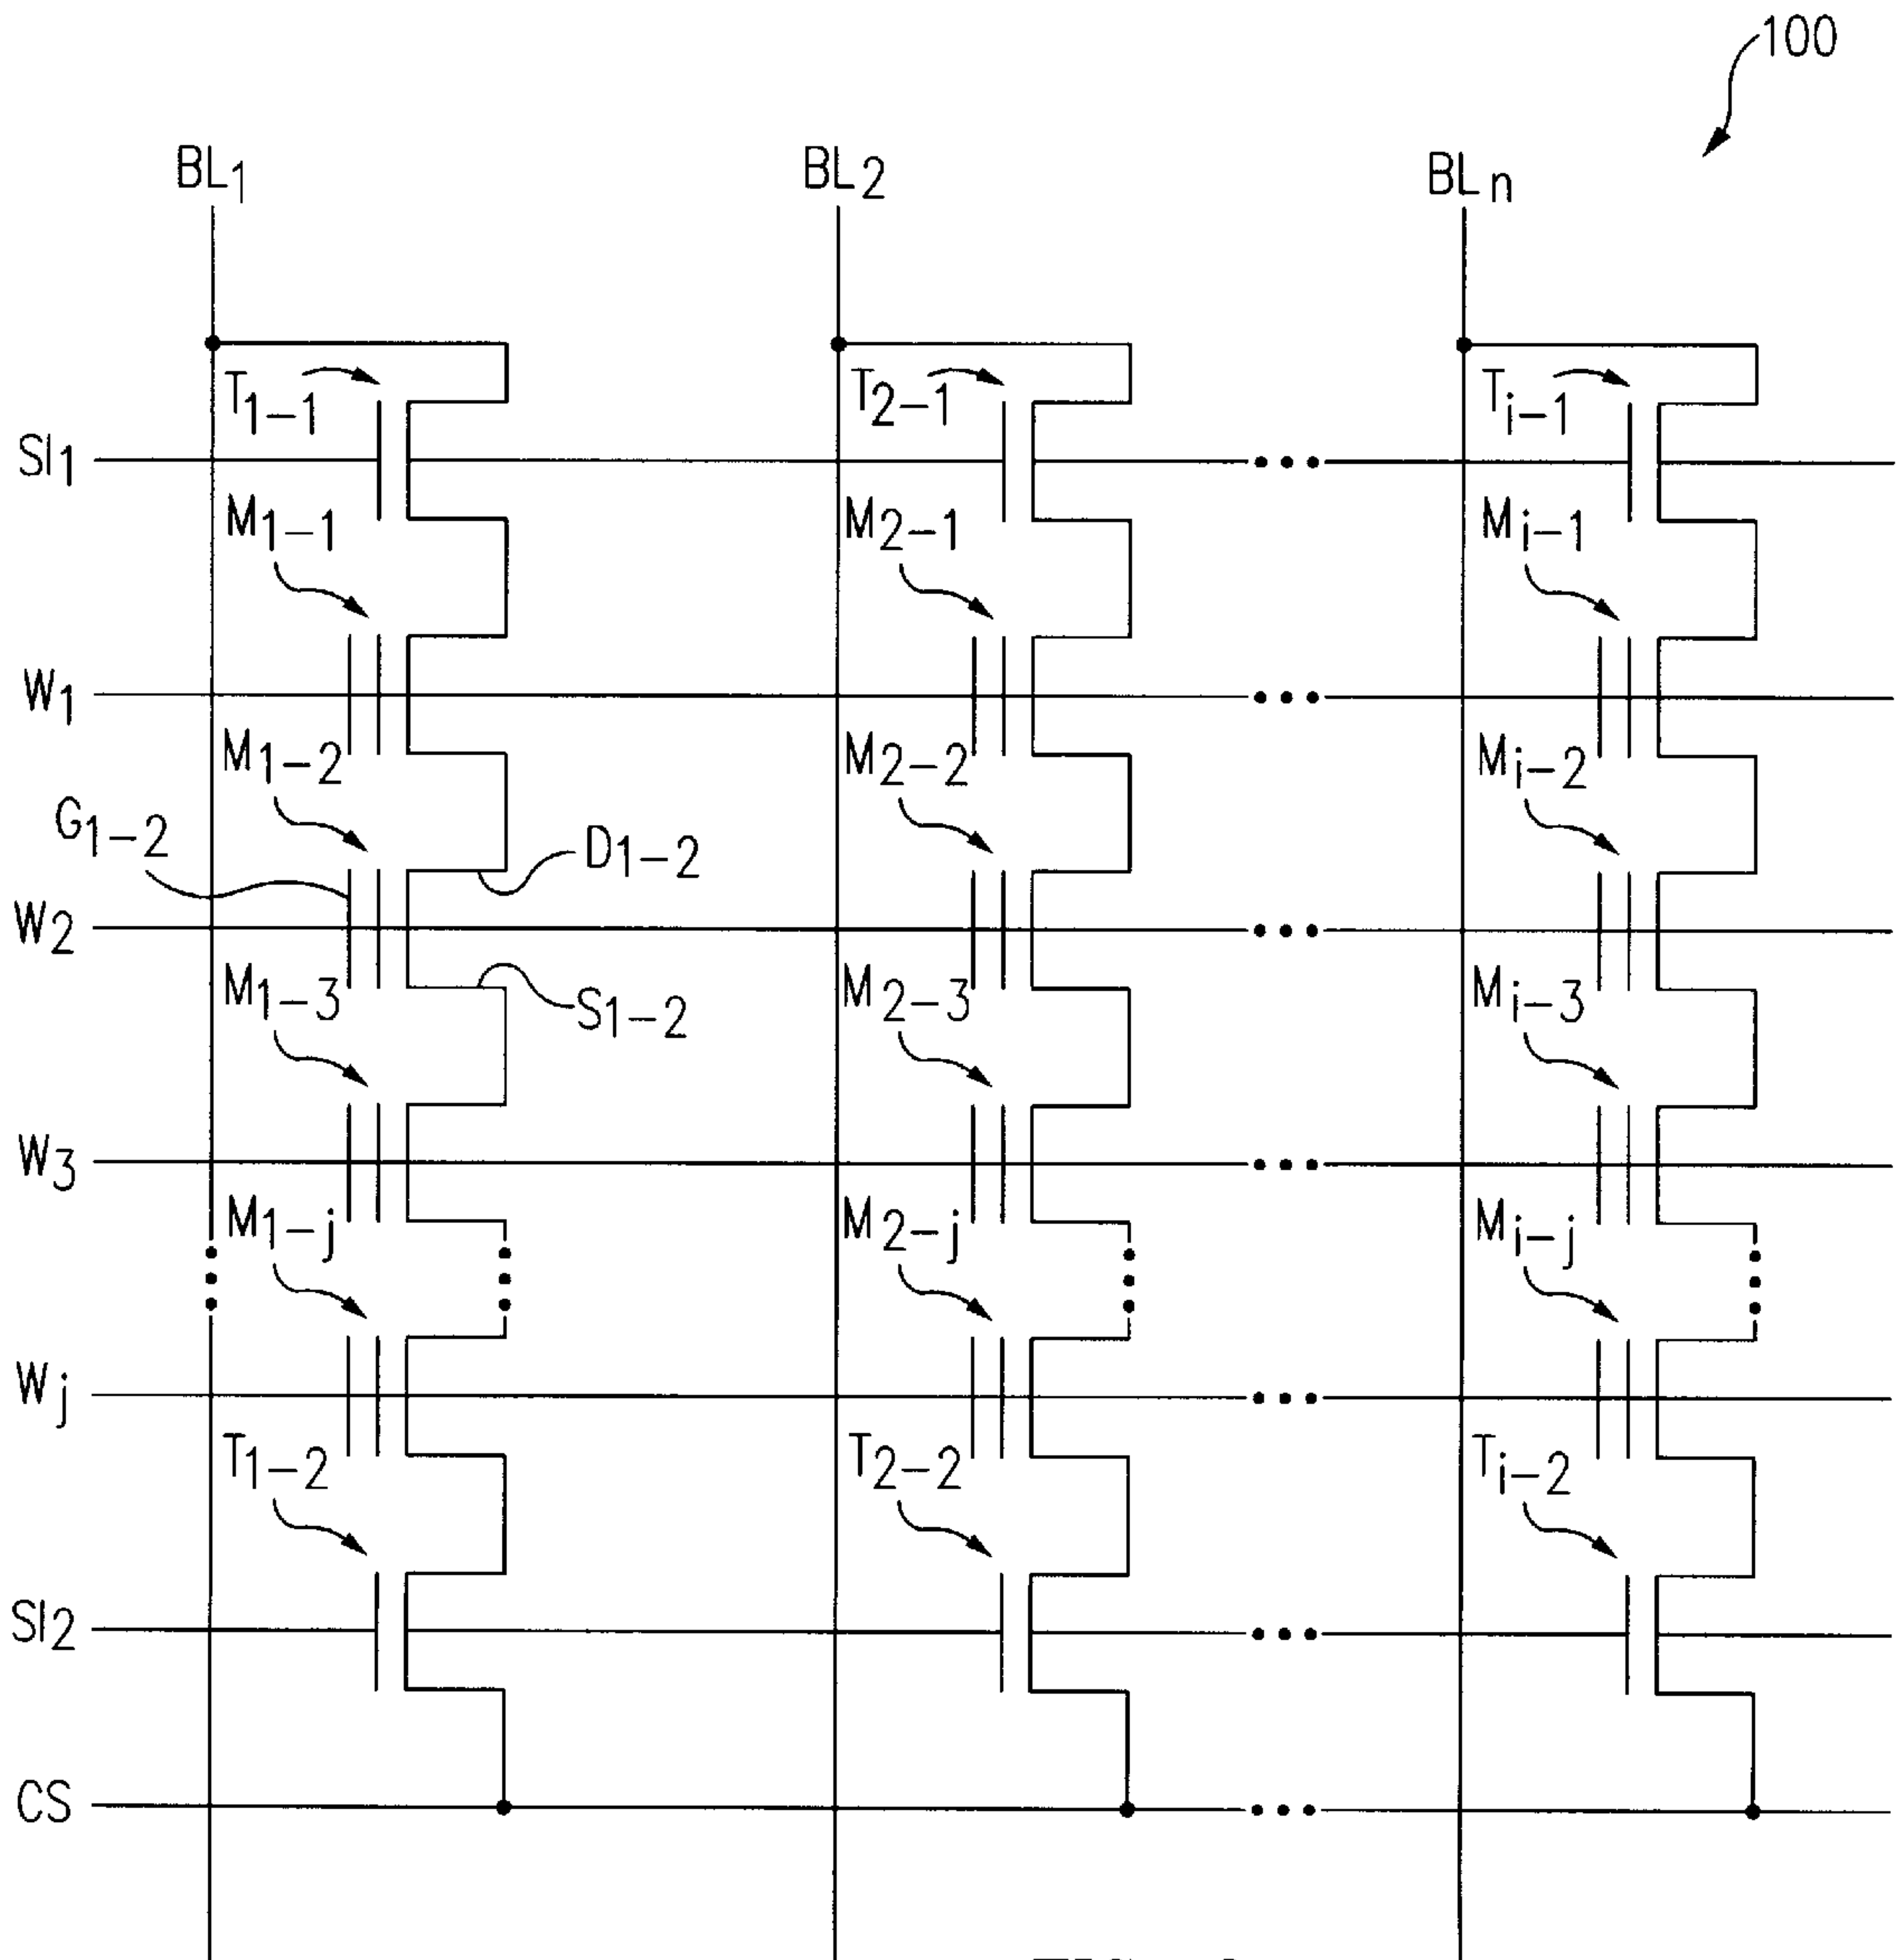 100
BL1 BL2 BLn
T1-1 T2-1 Ti-1
SI1
M1-1 M2-1 Mi-1
W1
M1-2 M2-2 Mi-2
G1-2 D1-2
W2
M1-3 S1-2 M2-3 Mi-3
W3
M1-j M2-j Mi-j
Wj
T1-2 T2-2 Ti-2
SI2
CS